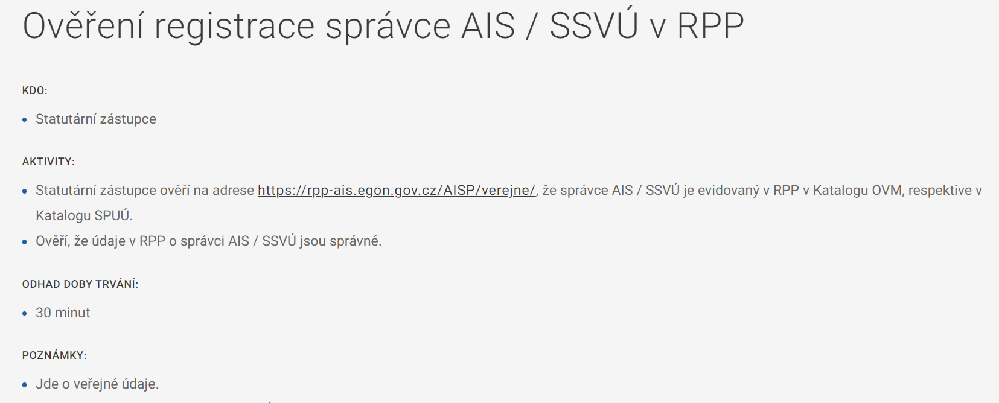 Ověření registrace správce AIS / SSVÚ v RPP
KDO:
Statutární zástupce
AKTIVITY:
Statutární zástupce ověří na adrese https://rpp-ais.egon.gov.cz/AISP/verejne/, že správce AIS / SSVÚ je evidovaný v RPP v Katalogu OVM, respektive v
Katalogu SPUÚ.
Ověří, že údaje v RPP o správci AIS / SSVÚ jsou správné.
ODHAD DOBY TRVÁNÍ:
30 minut
POZNÁMKY:
Jde o veřejné údaje.